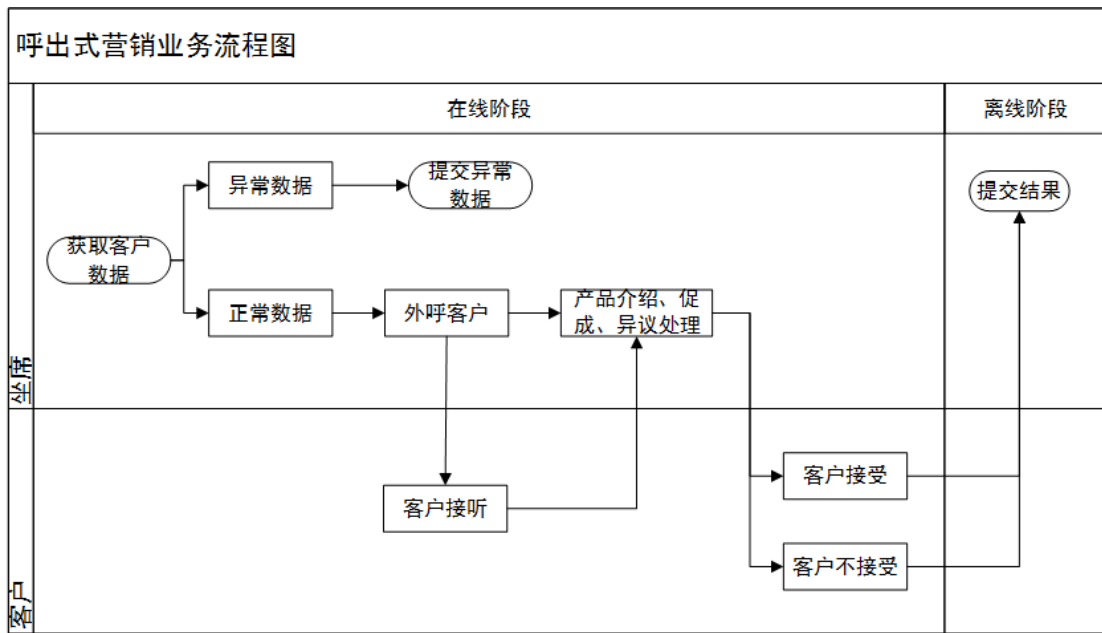 呼出式营销业务流程图
在线阶段
离线阶段
坐席
异常数据
提交异常
数据
提交结果
获取客户
数据
正常数据
外呼客户
产品介绍、促
成、异议处理
客户
客户接听
客户接受
客户不接受